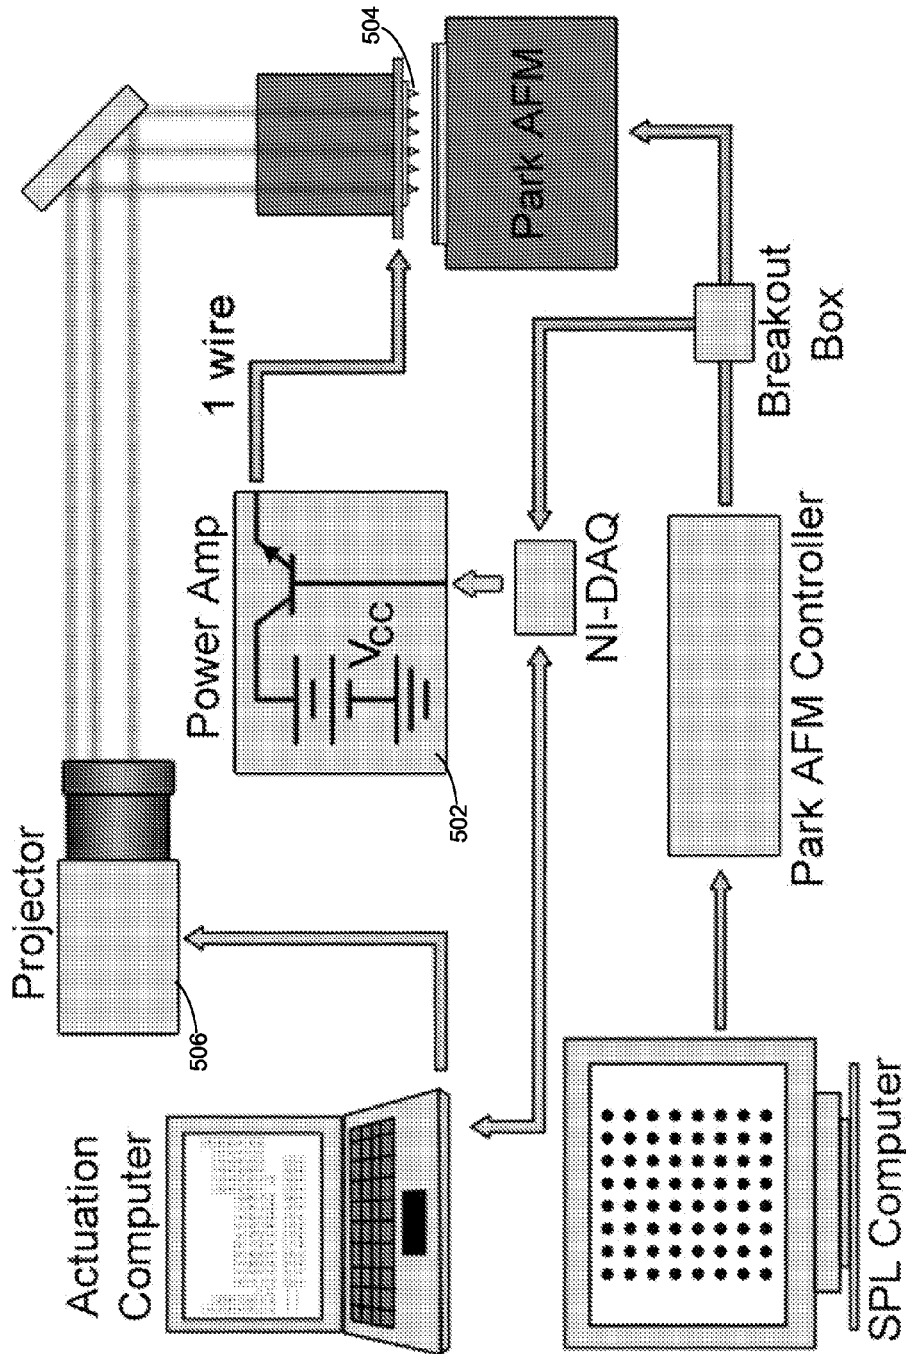 Actuation
Computer
Projector
506
Power Amp
VCC
502
1 wire
504
Park AFM
NI-DAQ
SPL Computer
Park AFM Controller
Breakout
Box